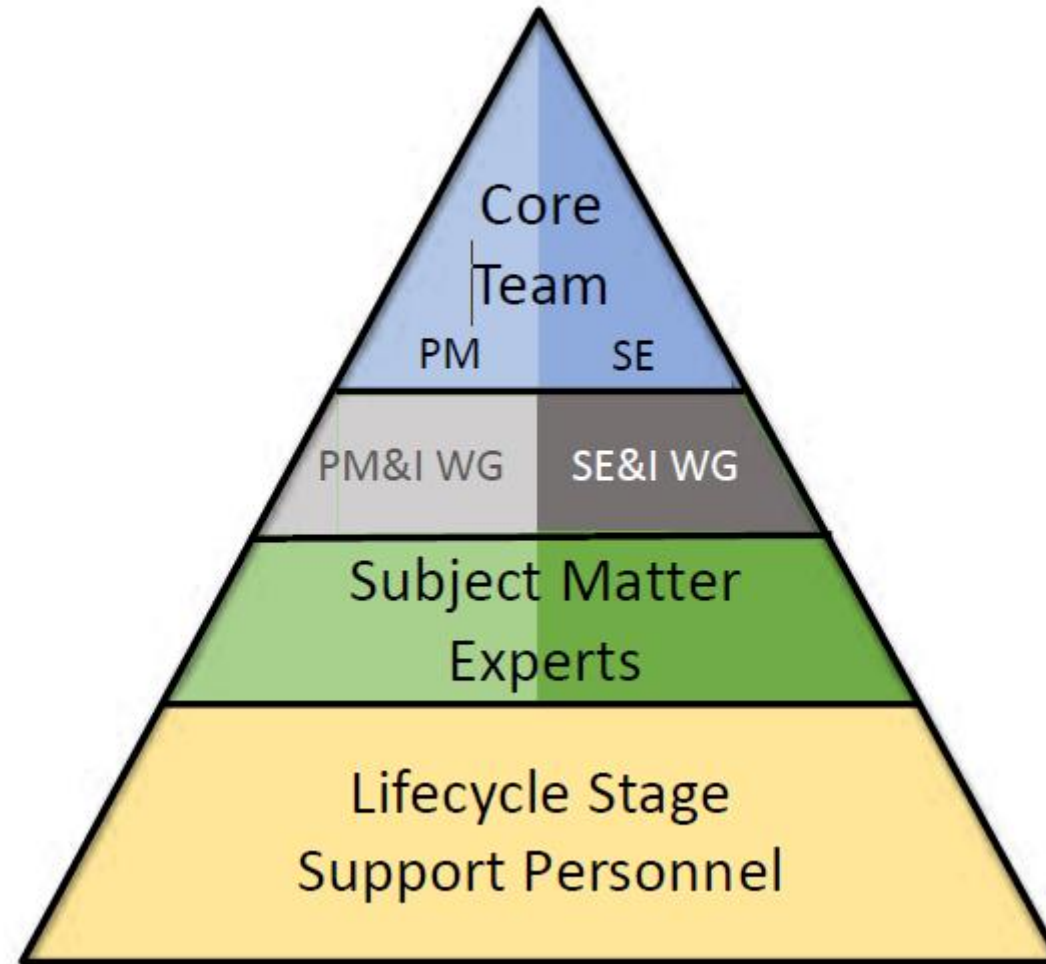 Core
Team
PM SE
PM&I WG SE&I WG
Subject Matter
Experts
Lifecycle Stage
Support Personnel